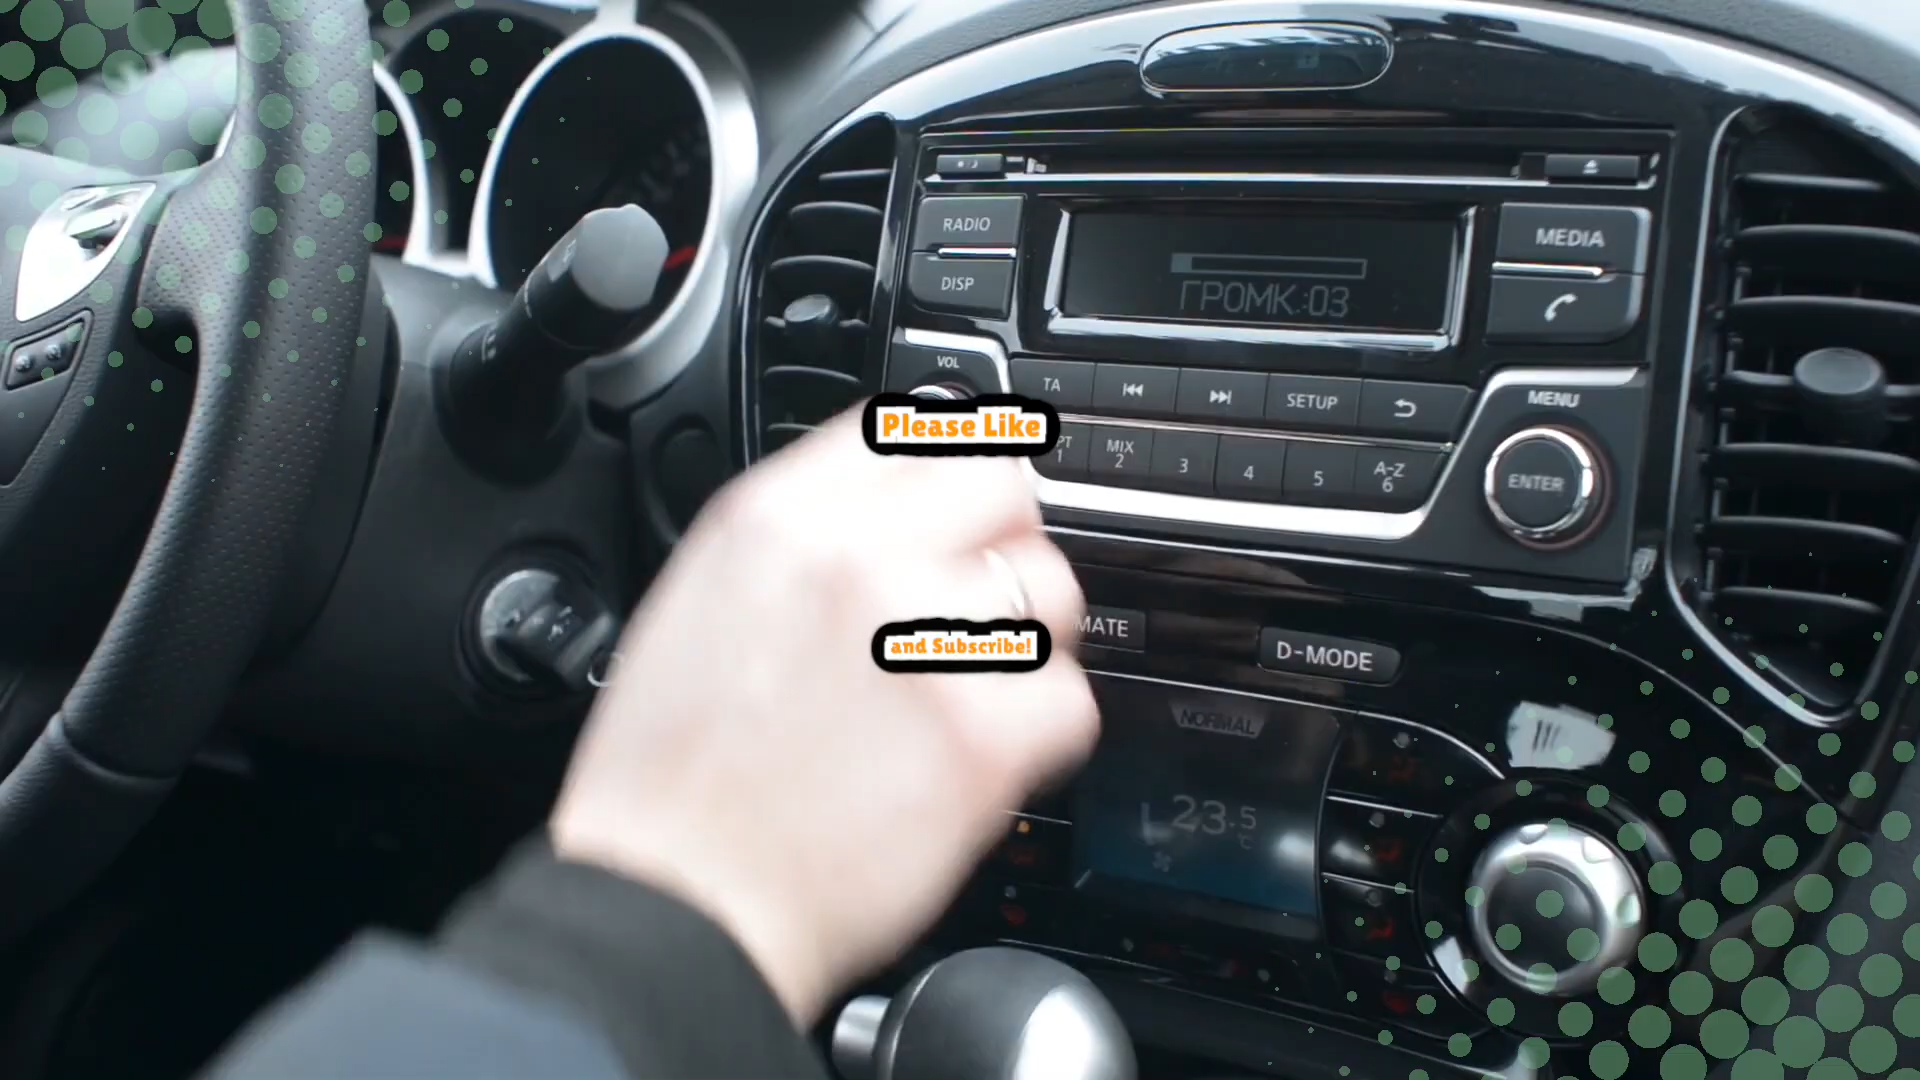 RADIO
DISP
MEDIA
ГРОМК:03
VOL
TA
SETUP
MENU
ENTER
1
MIX
2
3
4
5
A-Z
6
Please Like
and Subscribe!
D-MODE
NORMAL
23.5